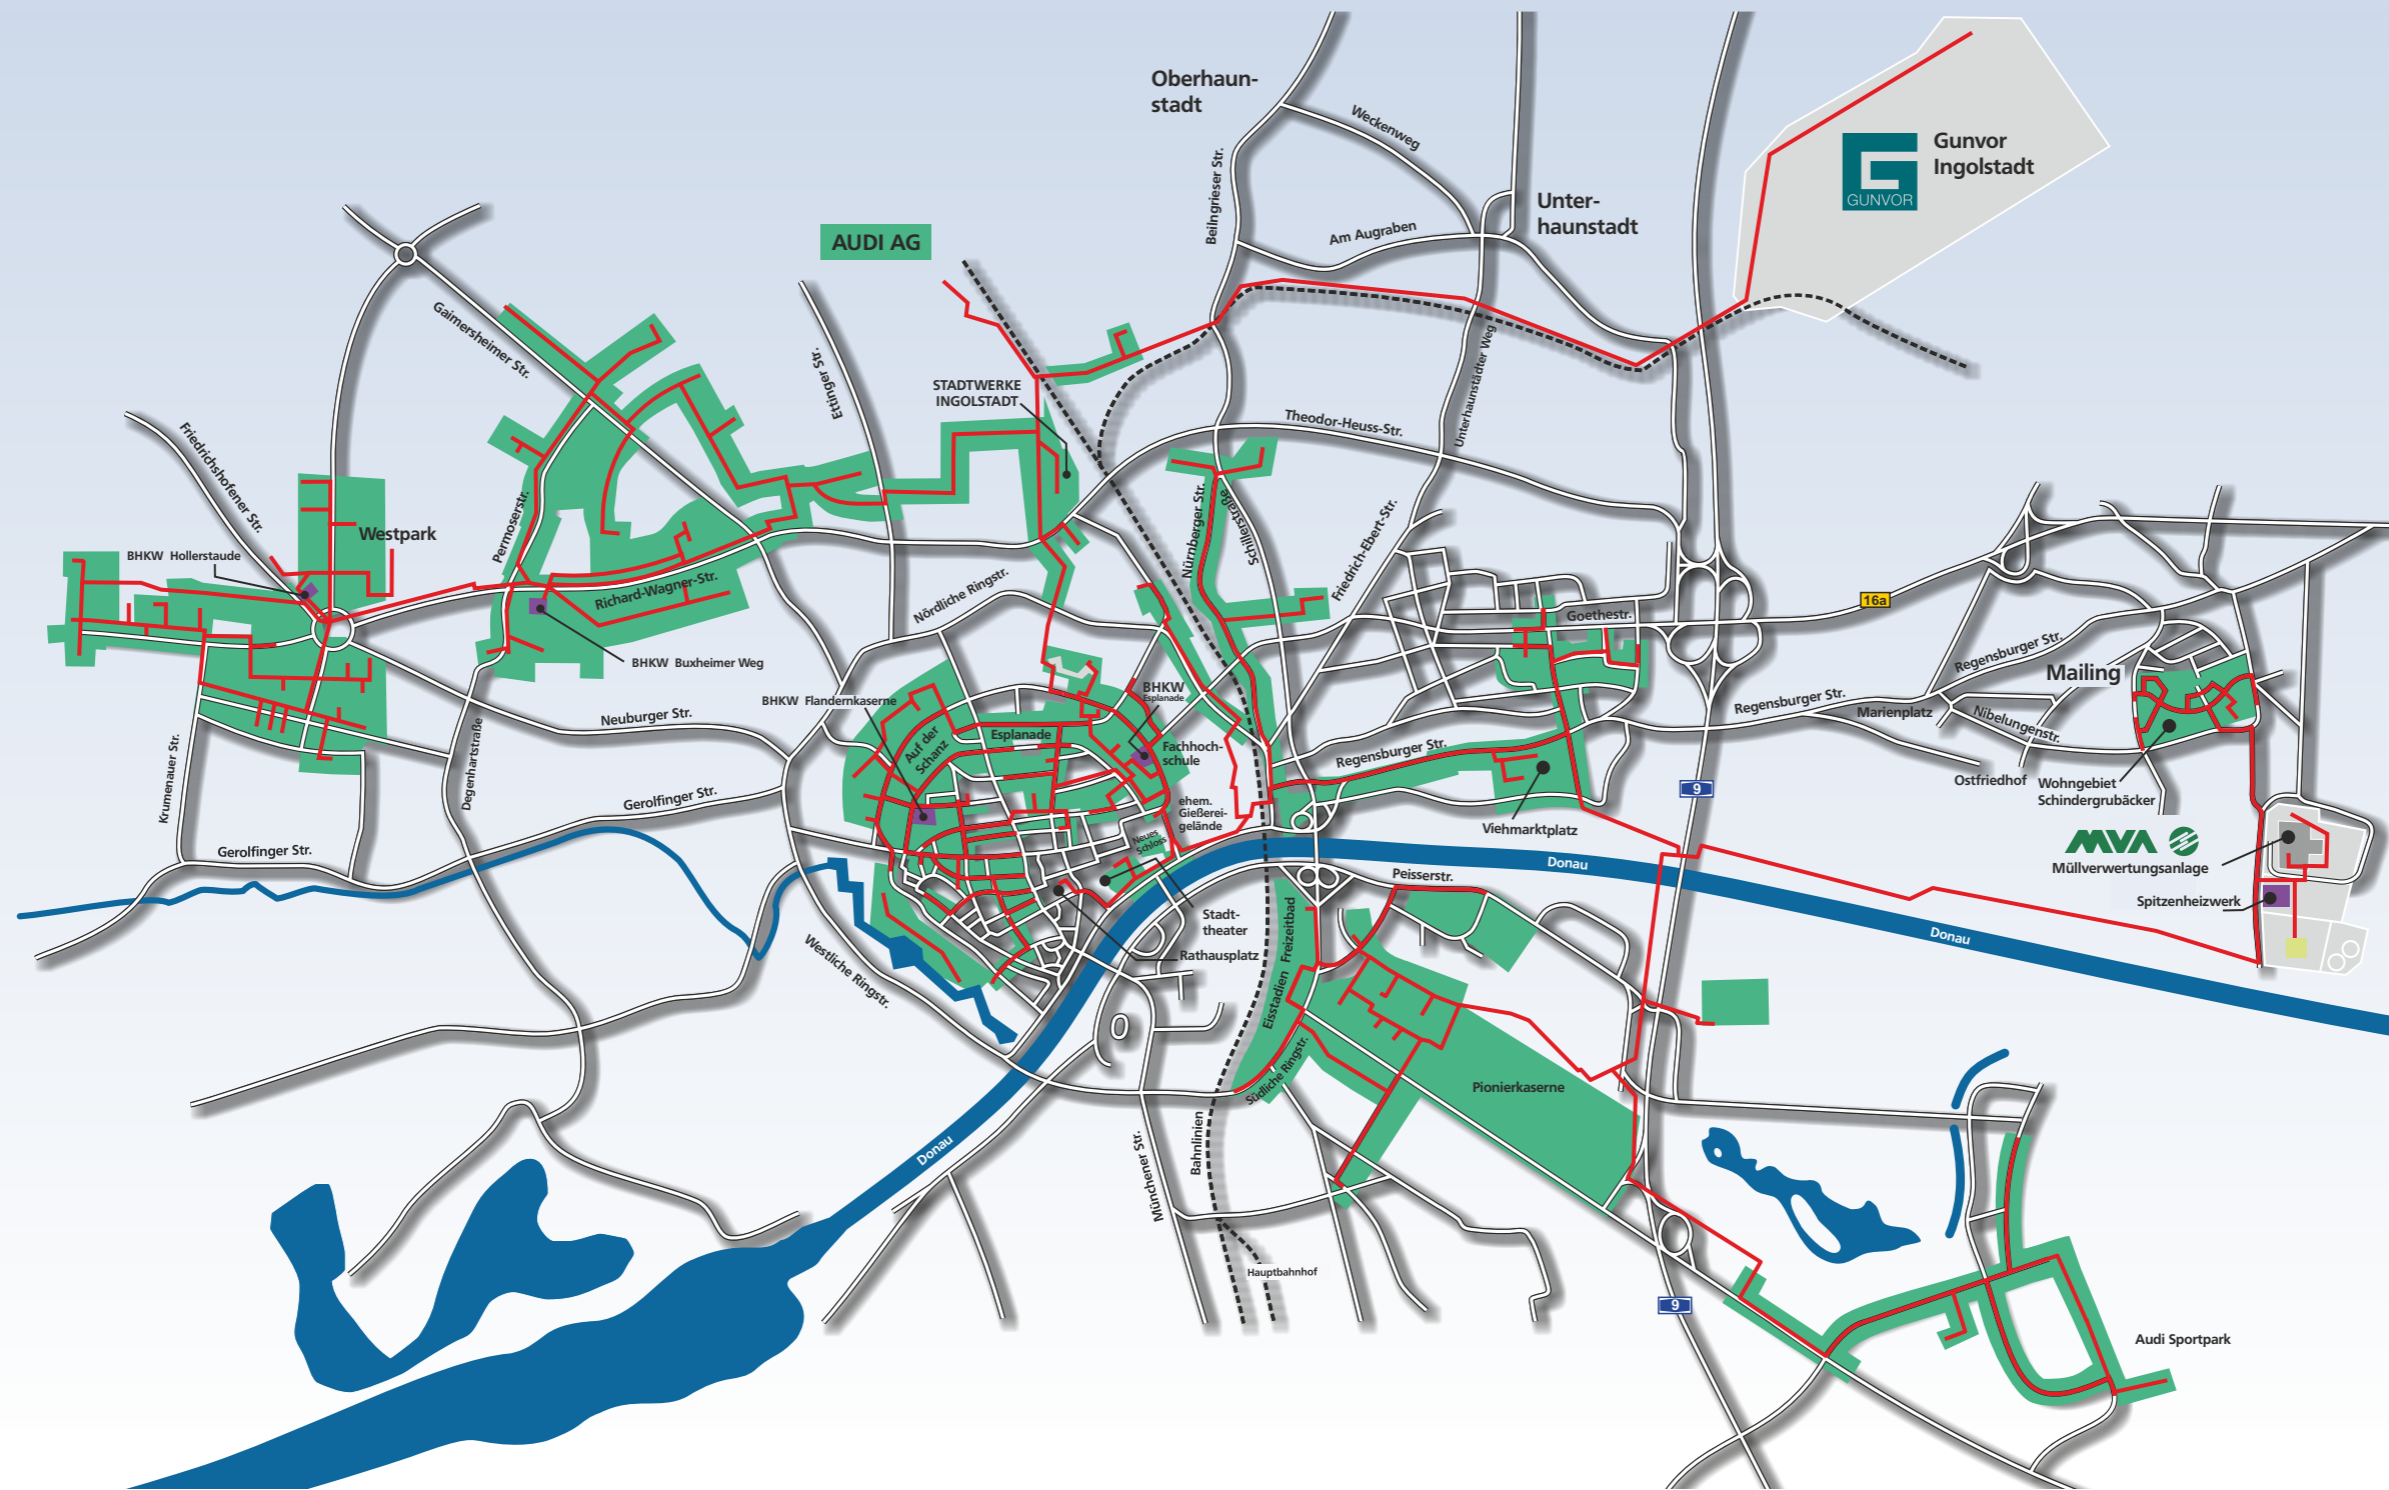 Oberhaun-
stadt
Weckenweg
Gunvor
Ingolstadt
GUNVOR
Beilngrieser Str.
Unter-
haunstadt
Am Augraben
AUDI AG
Gaimersheimer Str.
Ettinger Str.
Unterhaunstädter Weg
STADTWERKE
INGOLSTADT
Theodor-Heuss-Str.
Friedrichshofener Str.
Permoserstr.
Westpark
Nürnberger Str.
Schillerstraße
Friedrich-Ebert-Str.
BHKW Hollerstaude
Richard-Wagner-Str.
Nördliche Ringstr.
16a
Goethestr.
BHKW Buxheimer Weg
Regensburger Str.
Mailing
BHKW Flandernkaserne
BHKW
Esplanade
Regensburger Str.
Marienplatz
Nibelungenstr.
Neuburger Str.
Krumenauer Str.
Degenhartstraße
Auf der
Schanz
Esplanade
Fachhoch-
schule
Regensburger Str.
Ostfriedhof
Wohngebiet
Schindergrubäcker
9
Gerolfinger Str.
ehem.
Gießerei-
gelände
Viehmarktplatz
Neues
Schloss
MVA
Müllverwertungsanlage
Gerolfinger Str.
Donau
Peisserstr.
Spitzenheizwerk
Stadt-
theater
Rathausplatz
Donau
Westliche Ringstr.
Eisstadien Freizeitbad
Südliche Ringstr.
Pionierkaserne
Donau
Münchener Str.
Bahnlinien
Hauptbahnhof
9
Audi Sportpark